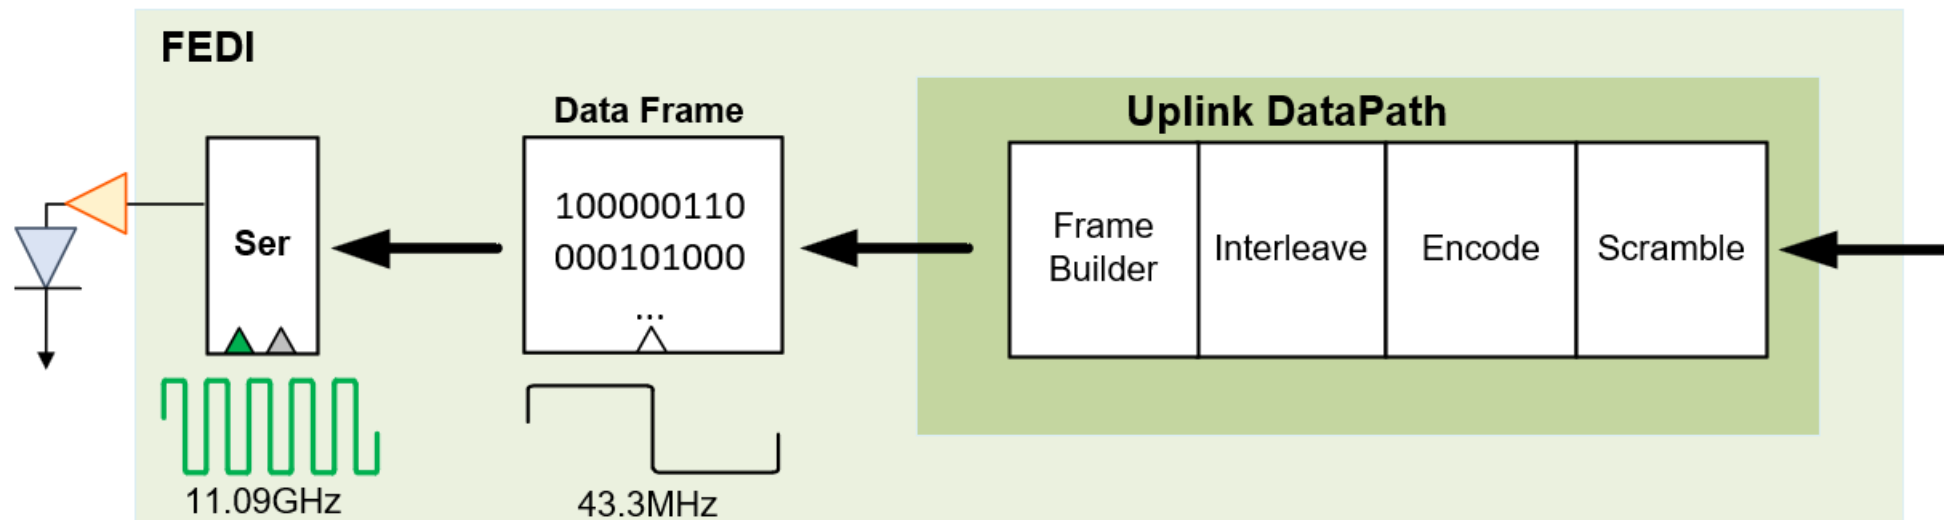 FEDI
Data Frame
Uplink DataPath
Ser
100000110
000101000
...
Frame
Builder
Interleave
Encode
Scramble
11.09GHz
43.3MHz